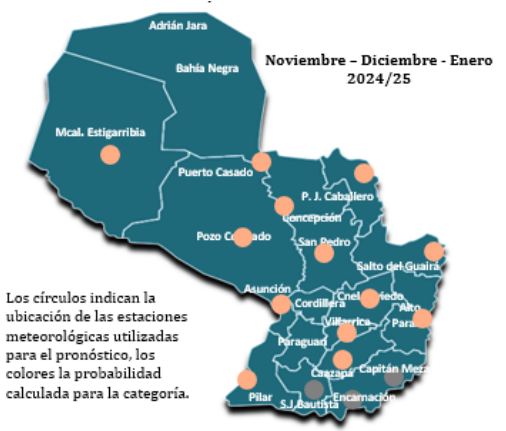 Adrián Jara
Noviembre – Diciembre - Enero
2024/25
Bahía Negra
Mcal. Estigarribia
Puerto Casado
P. J. Caballero
Concepción
Pozo
San Pedro
Salto del Guairá
Asunción
Cordillera
Cnel
Alto
Villarrica
Paraguarí
Caazapá
Capitán Meza
Pilar
S.J.Bautista
Encarnación
Los círculos indican la
ubicación de las estaciones
meteorológicas utilizadas
para el pronóstico, los
colores la probabilidad
calculada para la categoría.